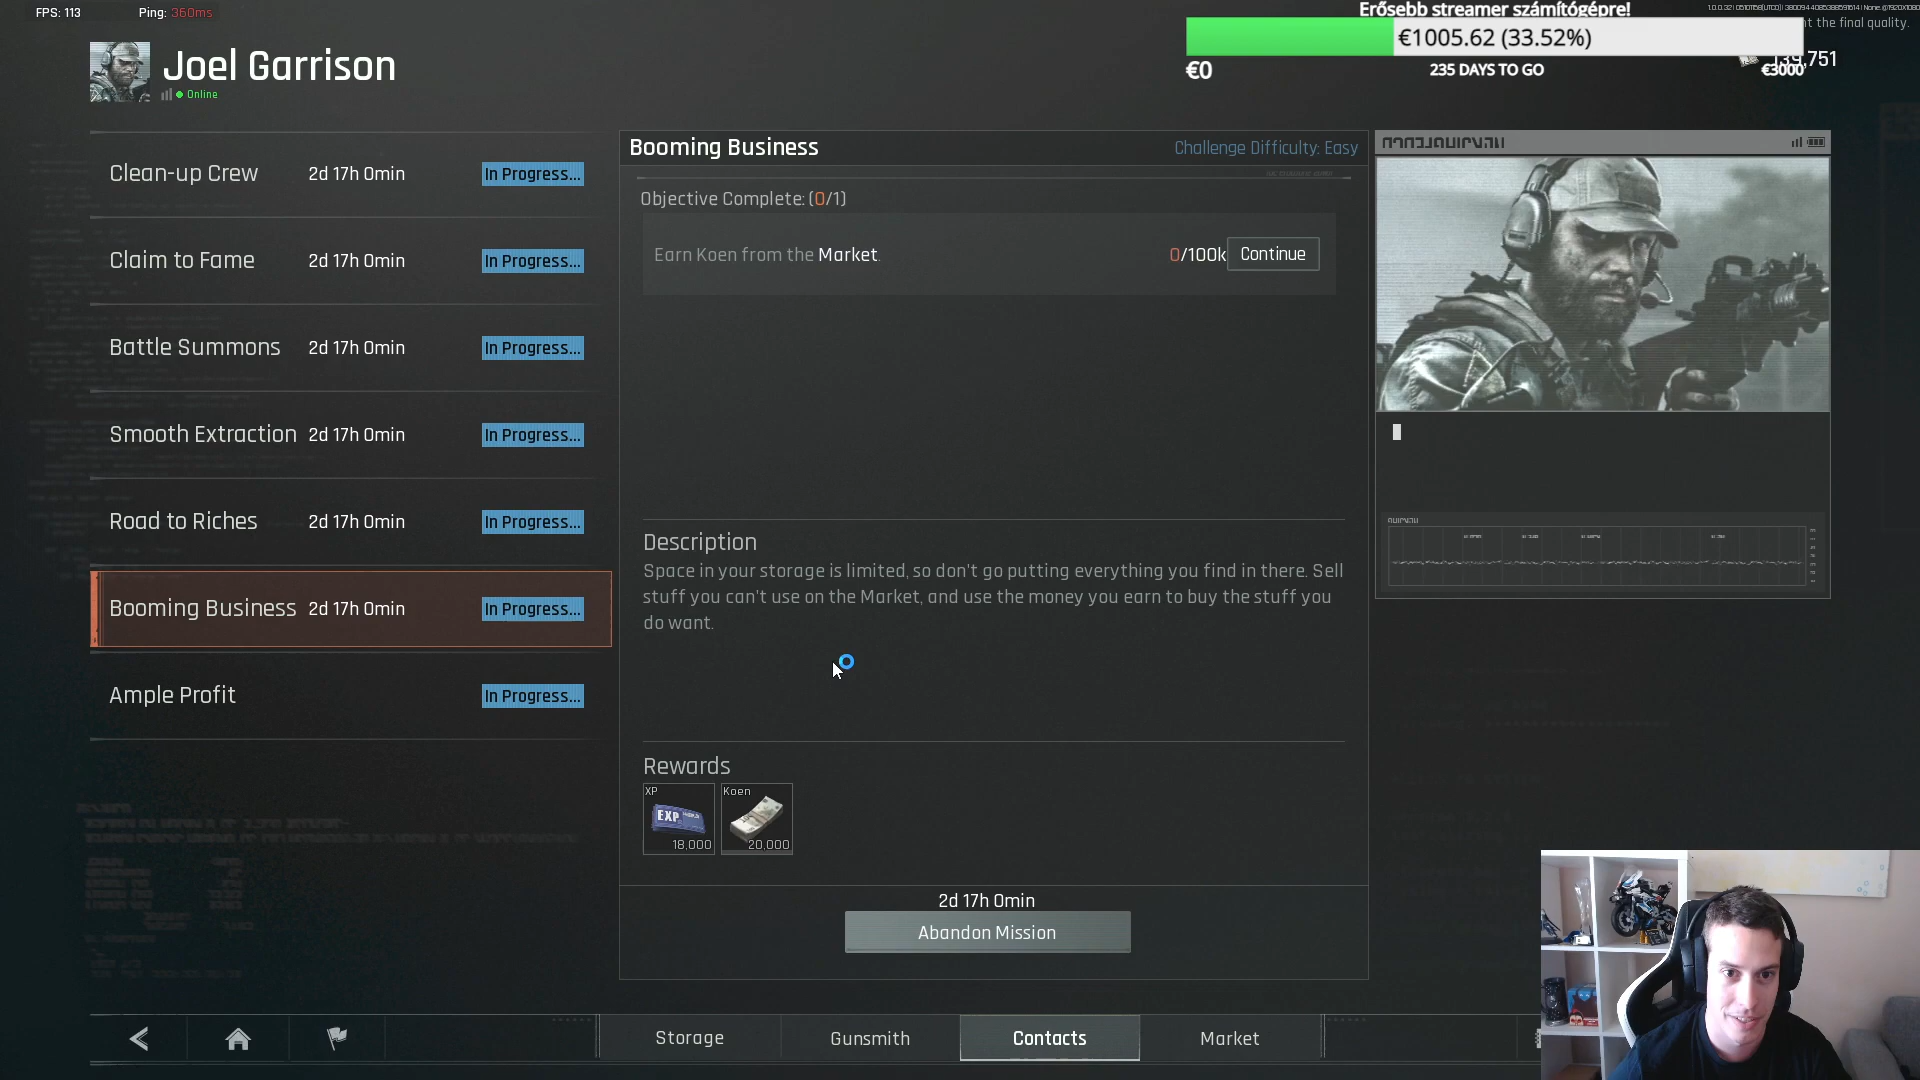 FPS: 113
Ping: 360ms
Erősebb streamer számítógépre!
€1005.62 (33.52%)
€0
235 DAYS TO GO
€3000
t the final quality.
Joel Garrison
Online
Clean-up Crew 2d 17h 0min In Progress...
Claim to Fame 2d 17h 0min In Progress...
Battle Summons 2d 17h 0min In Progress...
Smooth Extraction 2d 17h 0min In Progress...
Road to Riches 2d 17h 0min In Progress...
Booming Business 2d 17h 0min In Progress...
Ample Profit In Progress...
Booming Business
Challenge Difficulty: Easy
Objective Complete: (0/1)
Earn Koen from the Market.
0/100k
Continue
Description
Space in your storage is limited, so don't go putting everything you find in there. Sell
stuff you can't use on the Market, and use the money you earn to buy the stuff you
do want.
Rewards
XP
EXP
18,000
Koen
20,000
2d 17h 0min
Abandon Mission
Storage
Gunsmith
Contacts
Market